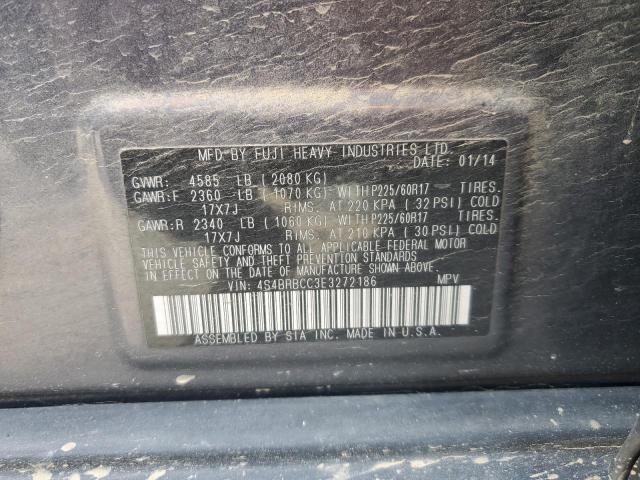 MFD BY FUJI HEAVY INDUSTRIES LTD.
DATE: 01/14
GVWR: 4585 LB (2080 KG)
GAWR:F 2360 LB (1070 KG) WITH P225/60R17 TIRES.
17X7J RIMS. AT 220 KPA (32 PSI) COLD
GAWR:R 2340 LB (1060 KG) WITH P225/60R17 TIRES.
17X7J RIMS. AT 210 KPA (30 PSI) COLD
THIS VEHICLE CONFORMS TO ALL APPLICABLE FEDERAL MOTOR
VEHICLE SAFETY AND THEFT PREVENTION STANDARDS
IN EFFECT ON THE DATE OF MANUFACTURE SHOWN ABOVE.
VIN: 4S4BRBCC3E3272186 MPV
ASSEMBLED BY SIA INC. MADE IN U.S.A.